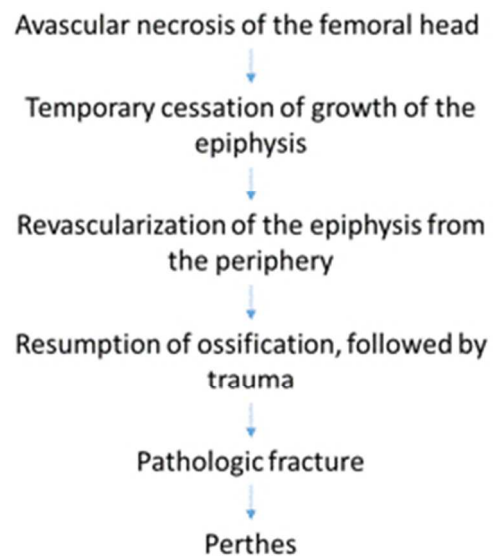 Avascular necrosis of the femoral head
Temporary cessation of growth of the
epiphysis
Revascularization of the epiphysis from
the periphery
Resumption of ossification, followed by
trauma
Pathologic fracture
Perthes